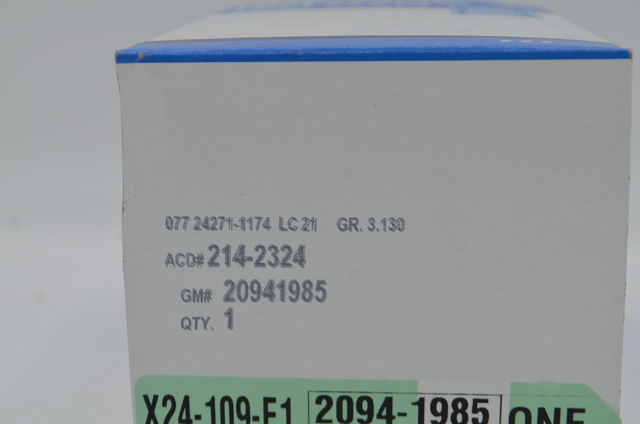 077 24271-1174 LC 21 GR. 3.130
ACD# 214-2324
GM# 20941985
QTY. 1
X24-109-E1 2094-1985 ONE